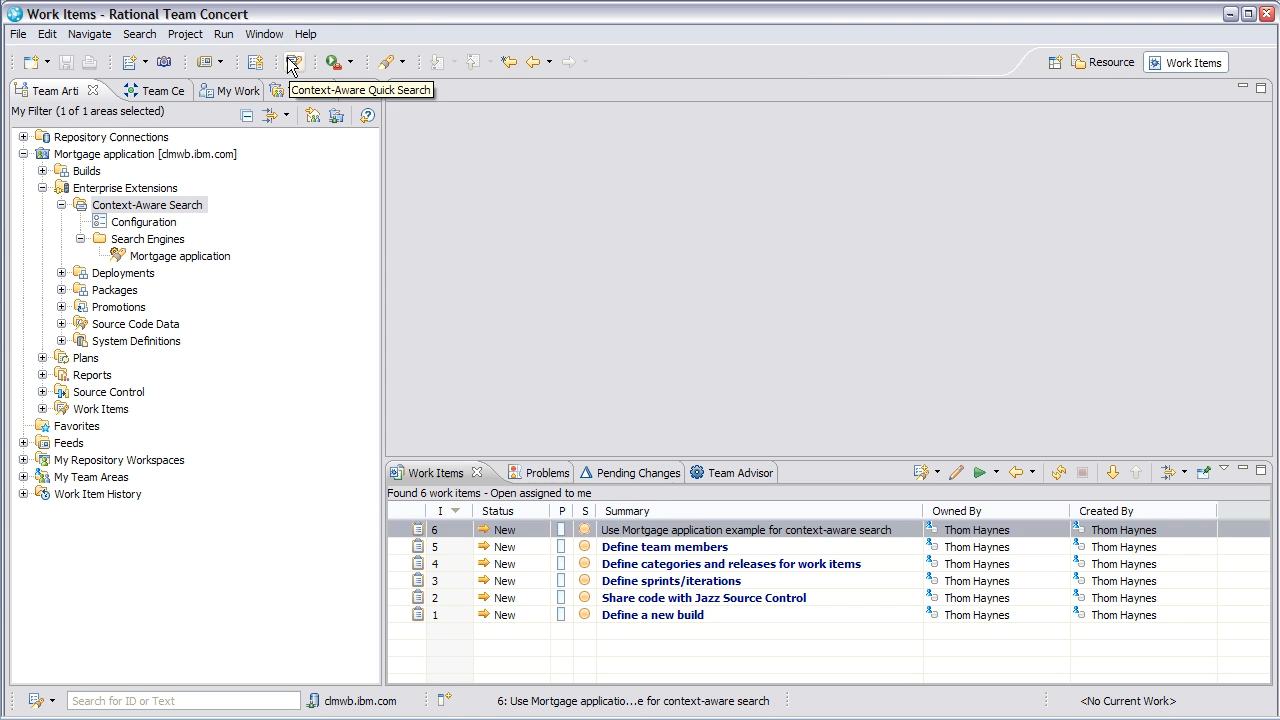 Work Items - Rational Team Concert
File Edit Navigate Search Project Run Window Help
Resource Work Items
Team Arti Team Ce My Work
Context-Aware Quick Search
My Filter (1 of 1 areas selected)
Repository Connections
Mortgage application [clmwb.ibm.com]
Builds
Enterprise Extensions
Context-Aware Search
Configuration
Search Engines
Mortgage application
Deployments
Packages
Promotions
Source Code Data
System Definitions
Plans
Reports
Source Control
Work Items
Favorites
Feeds
My Repository Workspaces
My Team Areas
Work Item History
Work Items Problems Pending Changes Team Advisor
Found 6 work items - Open assigned to me
I Status P S Summary Owned By Created By
6 New Use Mortgage application example for context-aware search Thom Haynes Thom Haynes
5 New Define team members Thom Haynes Thom Haynes
4 New Define categories and releases for work items Thom Haynes Thom Haynes
3 New Define sprints/iterations Thom Haynes Thom Haynes
2 New Share code with Jazz Source Control Thom Haynes Thom Haynes
1 New Define a new build Thom Haynes Thom Haynes
Search for ID or Text clmwb.ibm.com 6: Use Mortgage applicatio...e for context-aware search <No Current Work>